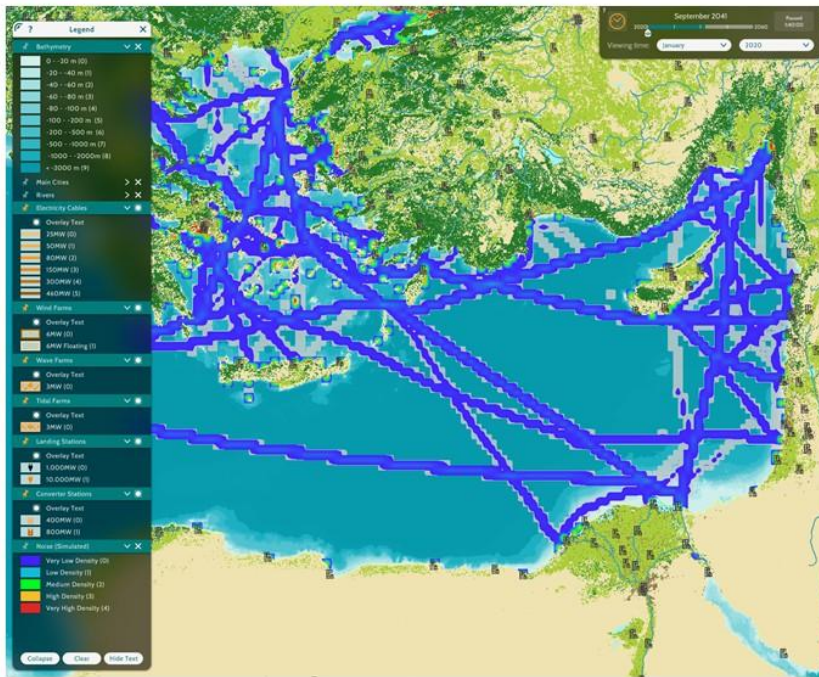 ? Legend
Bathymetry
0 - -20 m (0)
-20 - -40 m (1)
-40 - -60 m (2)
-60 - -80 m (3)
-80 - -100 m (4)
-100 - -200 m (5)
-200 - -500 m (6)
-500 - -1000 m (7)
-1000 - -2000m (8)
Main Cities
Rivers
Electricity Cables
Overlay Text
25MW (0)
50MW (1)
80MW (2)
150MW (3)
300MW (4)
460MW (5)
Wind Farms
Overlay Text
6MW (0)
6MW Floating (1)
Wave Farms
Overlay Text
3MW (0)
Tidal Farms
Overlay Text
3MW (0)
Landing Stations
Overlay Text
1.000MW (0)
10.000MW (1)
Converter Stations
Overlay Text
400MW (0)
800MW (1)
Noise (Simulated)
Very Low Density (0)
Low Density (1)
Medium Density (2)
High Density (3)
Very High Density (4)
Collapse Clear Hide Text
September 2041
2020 2060
Paused
Viewing time: January 2020